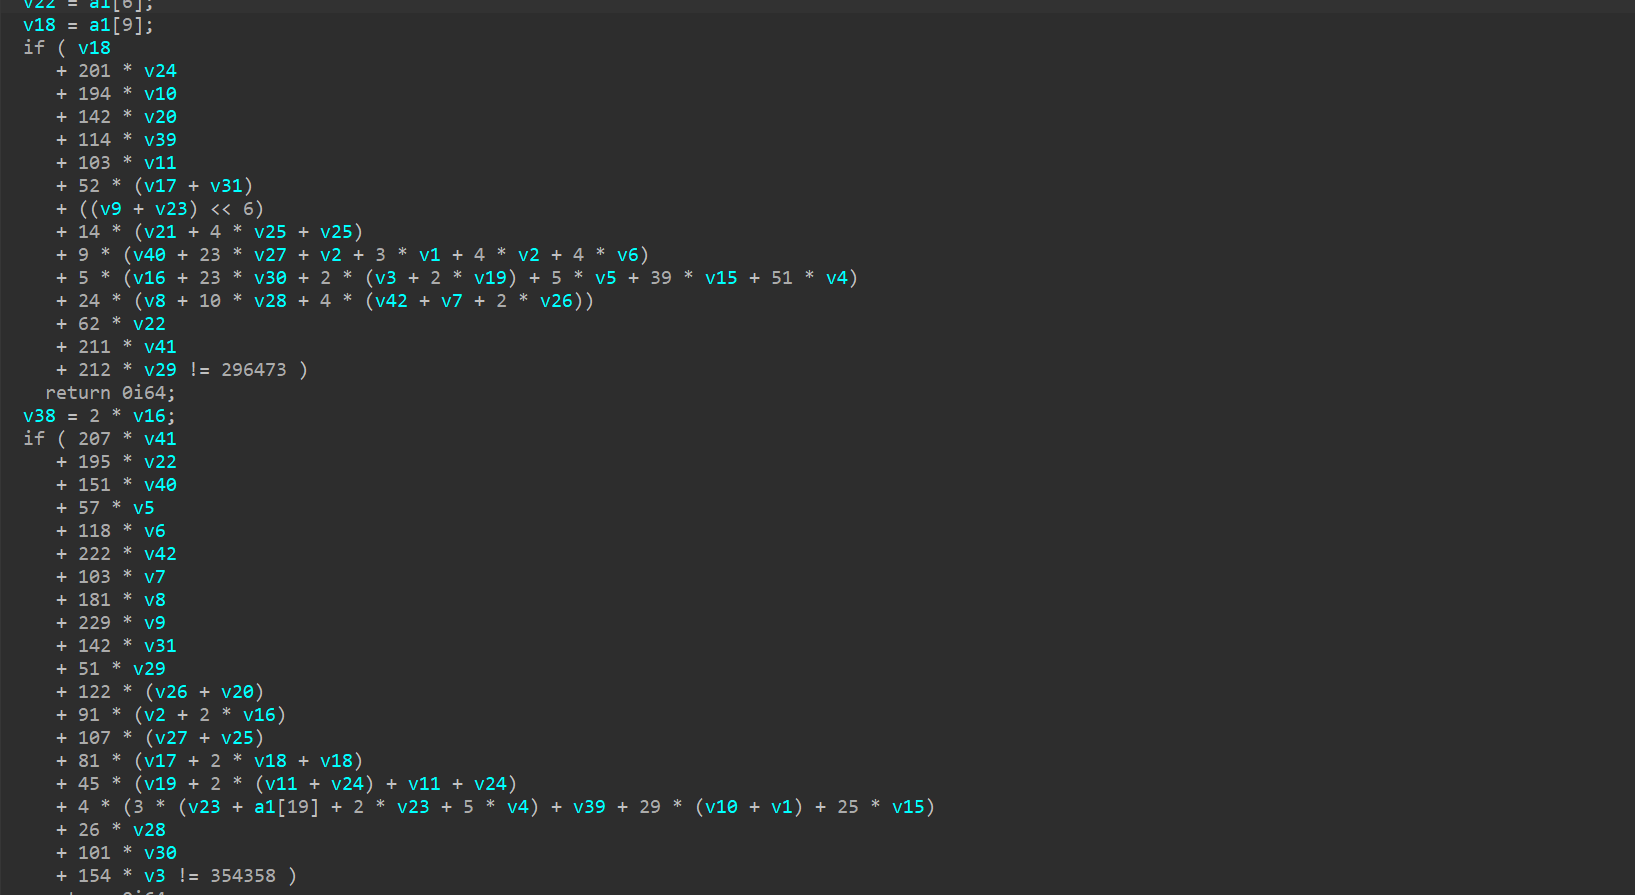 v22 = a1[6];
v18 = a1[9];
if ( v18
+ 201 * v24
+ 194 * v10
+ 142 * v20
+ 114 * v39
+ 103 * v11
+ 52 * (v17 + v31)
+ ((v9 + v23) << 6)
+ 14 * (v21 + 4 * v25 + v25)
+ 9 * (v40 + 23 * v27 + v2 + 3 * v1 + 4 * v2 + 4 * v6)
+ 5 * (v16 + 23 * v30 + 2 * (v3 + 2 * v19) + 5 * v5 + 39 * v15 + 51 * v4)
+ 24 * (v8 + 10 * v28 + 4 * (v42 + v7 + 2 * v26))
+ 62 * v22
+ 211 * v41
+ 212 * v29 != 296473 )
return 0i64;
v38 = 2 * v16;
if ( 207 * v41
+ 195 * v22
+ 151 * v40
+ 57 * v5
+ 118 * v6
+ 222 * v42
+ 103 * v7
+ 181 * v8
+ 229 * v9
+ 142 * v31
+ 51 * v29
+ 122 * (v26 + v20)
+ 91 * (v2 + 2 * v16)
+ 107 * (v27 + v25)
+ 81 * (v17 + 2 * v18 + v18)
+ 45 * (v19 + 2 * (v11 + v24) + v11 + v24)
+ 4 * (3 * (v23 + a1[19] + 2 * v23 + 5 * v4) + v39 + 29 * (v10 + v1) + 25 * v15)
+ 26 * v28
+ 101 * v30
+ 154 * v3 != 354358 )